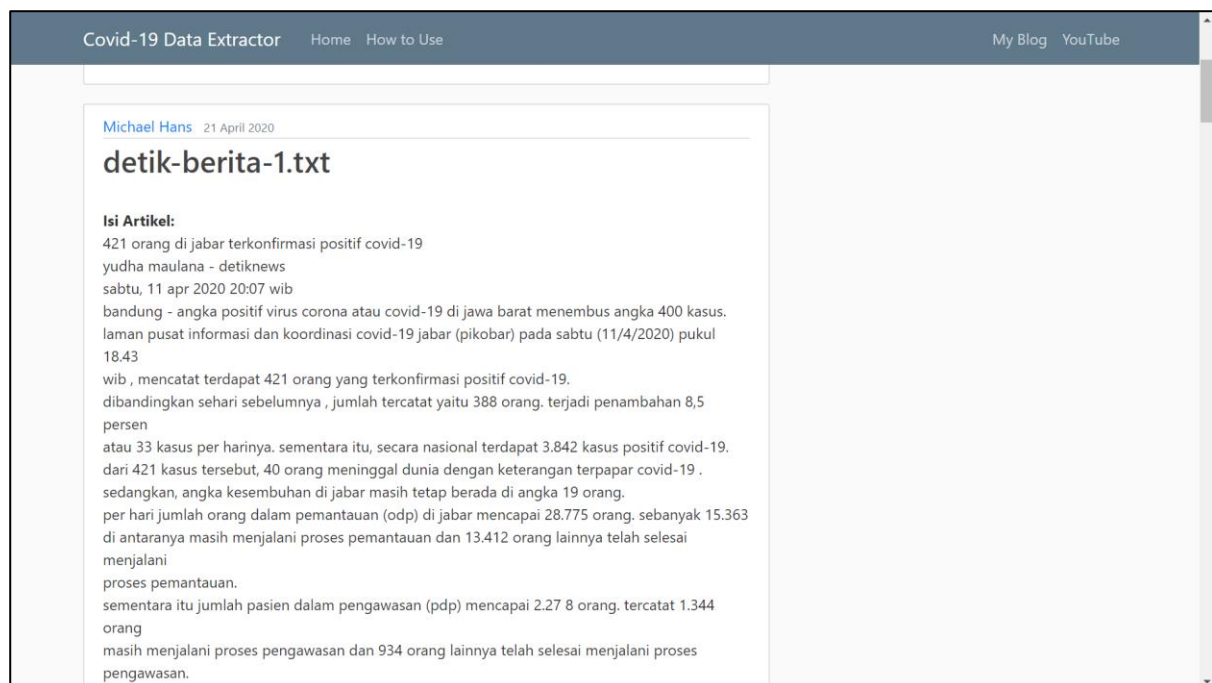 Covid-19 Data Extractor Home How to Use My Blog YouTube
Michael Hans 21 April 2020
detik-berita-1.txt
Isi Artikel:
421 orang di jabar terkonfirmasi positif covid-19
yudha maulana - detiknews
sabtu, 11 apr 2020 20:07 wib
bandung - angka positif virus corona atau covid-19 di jawa barat menembus angka 400 kasus.
laman pusat informasi dan koordinasi covid-19 jabar (pikobar) pada sabtu (11/4/2020) pukul
18.43
wib , mencatat terdapat 421 orang yang terkonfirmasi positif covid-19.
dibandingkan sehari sebelumnya , jumlah tercatat yaitu 388 orang. terjadi penambahan 8,5
persen
atau 33 kasus per harinya. sementara itu, secara nasional terdapat 3.842 kasus positif covid-19.
dari 421 kasus tersebut, 40 orang meninggal dunia dengan keterangan terpapar covid-19 .
sedangkan, angka kesembuhan di jabar masih tetap berada di angka 19 orang.
per hari jumlah orang dalam pemantauan (odp) di jabar mencapai 28.775 orang. sebanyak 15.363
di antaranya masih menjalani proses pemantauan dan 13.412 orang lainnya telah selesai
menjalani
proses pemantauan.
sementara itu jumlah pasien dalam pengawasan (pdp) mencapai 2.27 8 orang. tercatat 1.344
orang
masih menjalani proses pengawasan dan 934 orang lainnya telah selesai menjalani proses
pengawasan.